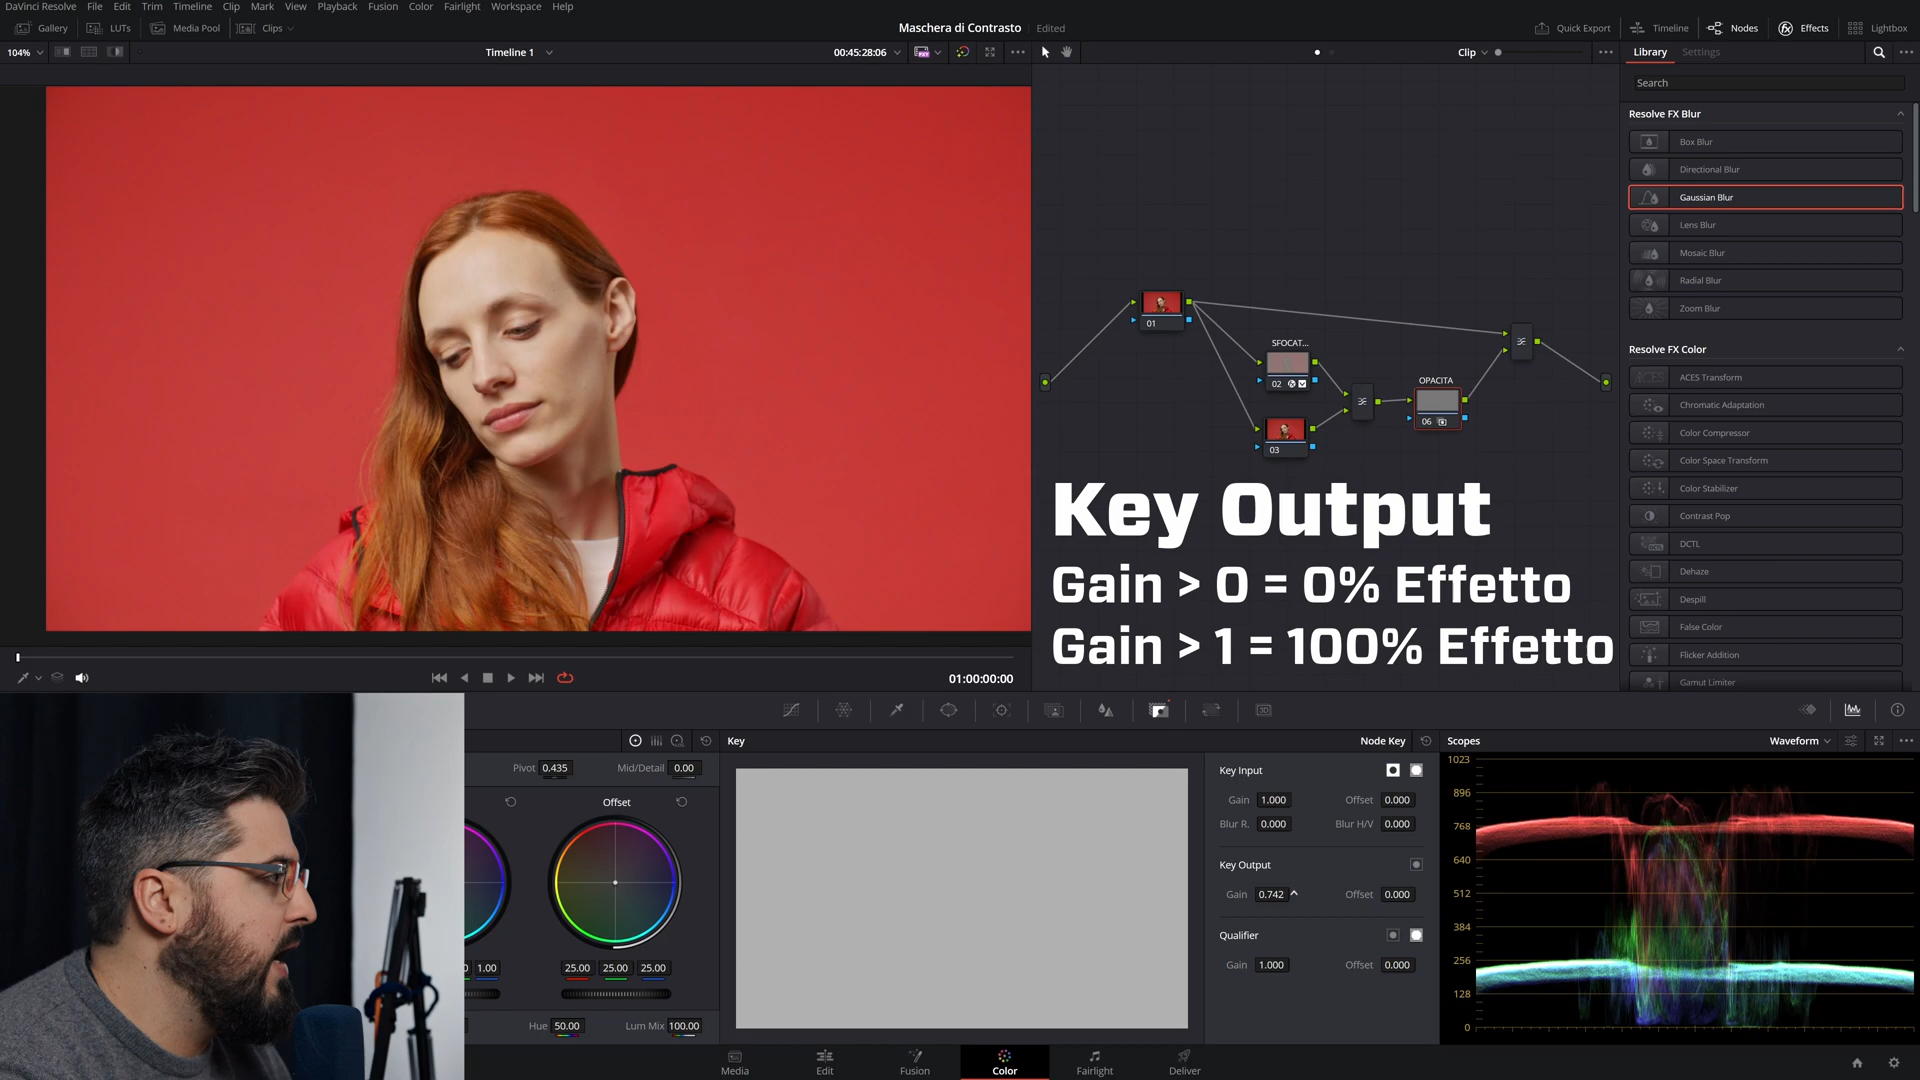 DaVinci Resolve File Edit Trim Timeline Clip Mark View Playback Fusion Color Fairlight Workspace Help
Gallery LUTs Media Pool Clips Maschera di Contrasto Edited Quick Export Timeline Nodes Effects Lightbox
104% Timeline 1 00:45:28:06 Clip Library Settings
Search
Resolve FX Blur
Box Blur
Directional Blur
Gaussian Blur
Lens Blur
Mosaic Blur
Radial Blur
Zoom Blur
Resolve FX Color
ACES Transform
Chromatic Adaptation
Color Compressor
Color Space Transform
Color Stabilizer
Contrast Pop
DCTL
Dehaze
Despill
False Color
Flicker Addition
Gamut Limiter
01
SFOCAT...
02
03
OPACITA
06
Key Output
Gain > 0 = 0% Effetto
Gain > 1 = 100% Effetto
01:00:00:00
Pivot 0.435 Mid/Detail 0.00
Offset
1.00
25.00 25.00 25.00
Hue 50.00 Lum Mix 100.00
Key Node Key
Key Input
Gain 1.000 Offset 0.000
Blur R. 0.000 Blur H/V 0.000
Key Output
Gain 0.742 Offset 0.000
Qualifier
Gain 1.000 Offset 0.000
Scopes Waveform
1023
896
768
640
512
384
256
128
0
Media Edit Fusion Color Fairlight Deliver